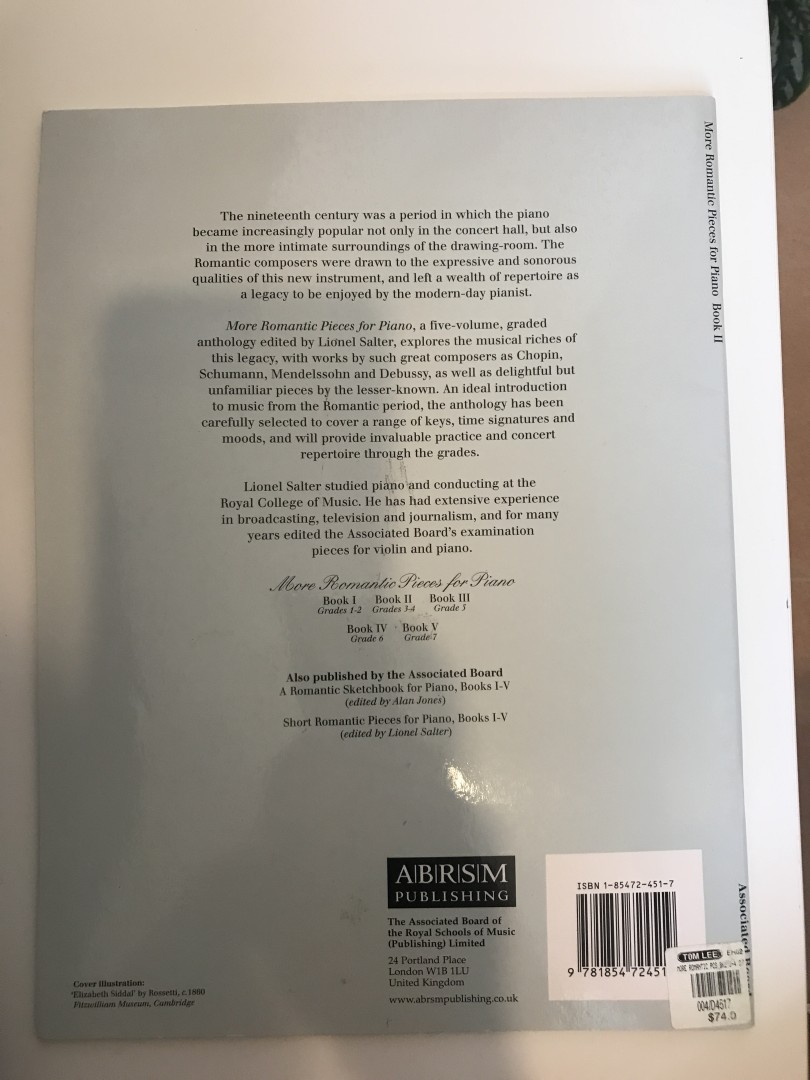 More Romantic Pieces for Piano Book II
The nineteenth century was a period in which the piano
became increasingly popular not only in the concert hall, but also
in the more intimate surroundings of the drawing-room. The
Romantic composers were drawn to the expressive and sonorous
qualities of this new instrument, and left a wealth of repertoire as
a legacy to be enjoyed by the modern-day pianist.
More Romantic Pieces for Piano, a five-volume, graded
anthology edited by Lionel Salter, explores the musical riches of
this legacy, with works by such great composers as Chopin,
Schumann, Mendelssohn and Debussy, as well as delightful but
unfamiliar pieces by the lesser-known. An ideal introduction
to music from the Romantic period, the anthology has been
carefully selected to cover a range of keys, time signatures and
moods, and will provide invaluable practice and concert
repertoire through the grades.
Lionel Salter studied piano and conducting at the
Royal College of Music. He has had extensive experience
in broadcasting, television and journalism, and for many
years edited the Associated Board's examination
pieces for violin and piano.
More Romantic Pieces for Piano
Book I Book II Book III
Grades 1-2 Grades 3-4 Grade 5
Book IV Book V
Grade 6 Grade 7
Also published by the Associated Board
A Romantic Sketchbook for Piano, Books I-V
(edited by Alan Jones)
Short Romantic Pieces for Piano, Books I-V
(edited by Lionel Salter)
ABRSM
PUBLISHING
The Associated Board of
the Royal Schools of Music
(Publishing) Limited
24 Portland Place
London W1B 1LU
United Kingdom
www.abrsmpublishing.co.uk
ISBN 1-85472-451-7
9 781854 72451
Associated
TOM LEE
MORE ROMANTIC
004/D4517
$74.0
Cover illustration:
'Elizabeth Siddal' by Rossetti, c.1860
Fitzwilliam Museum, Cambridge